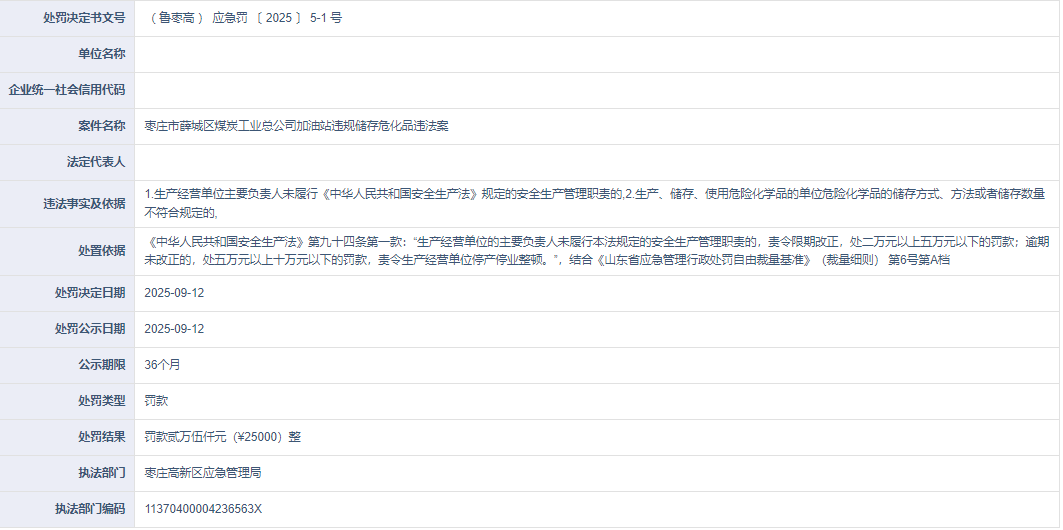 处罚决定书文号 （ 鲁枣高 ） 应急罚 〔 2025 〕 5-1 号
单位名称
企业统一社会信用代码
案件名称 枣庄市薛城区煤炭工业总公司加油站违规储存危化品违法案
法定代表人
违法事实及依据 1.生产经营单位主要负责人未履行《中华人民共和国安全生产法》规定的安全生产管理职责的,2.生产、储存、使用危险化学品的单位危险化学品的储存方式、方法或者储存数量
不符合规定的,
处置依据 《中华人民共和国安全生产法》第九十四条第一款：“生产经营单位的主要负责人未履行本法规定的安全生产管理职责的，责令限期改正，处二万元以上五万元以下的罚款；逾期
未改正的，处五万元以上十万元以下的罚款，责令生产经营单位停产停业整顿。”，结合《山东省应急管理行政处罚自由裁量基准》（裁量细则） 第6号第A档
处罚决定日期 2025-09-12
处罚公示日期 2025-09-12
公示期限 36个月
处罚类型 罚款
处罚结果 罚款贰万伍仟元（¥25000）整
执法部门 枣庄高新区应急管理局
执法部门编码 11370400004236563X